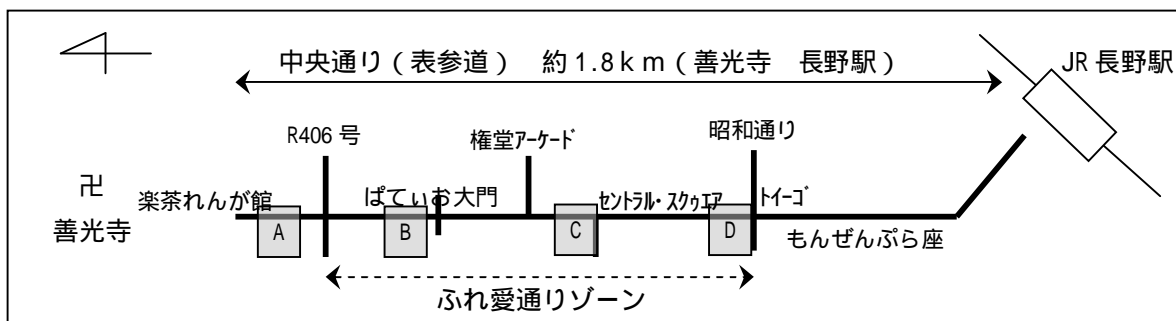 中央通り(表参道) 約1.8km(善光寺 長野駅)
JR 長野駅
R406 号
権堂アーケード
昭和通り
卍
善光寺
楽茶れんが館
ぱてぃお大門
セントラル・スクゥエア
トイーゴ
A
B
C
D
もんぜんぷら座
ふれ愛通りゾーン